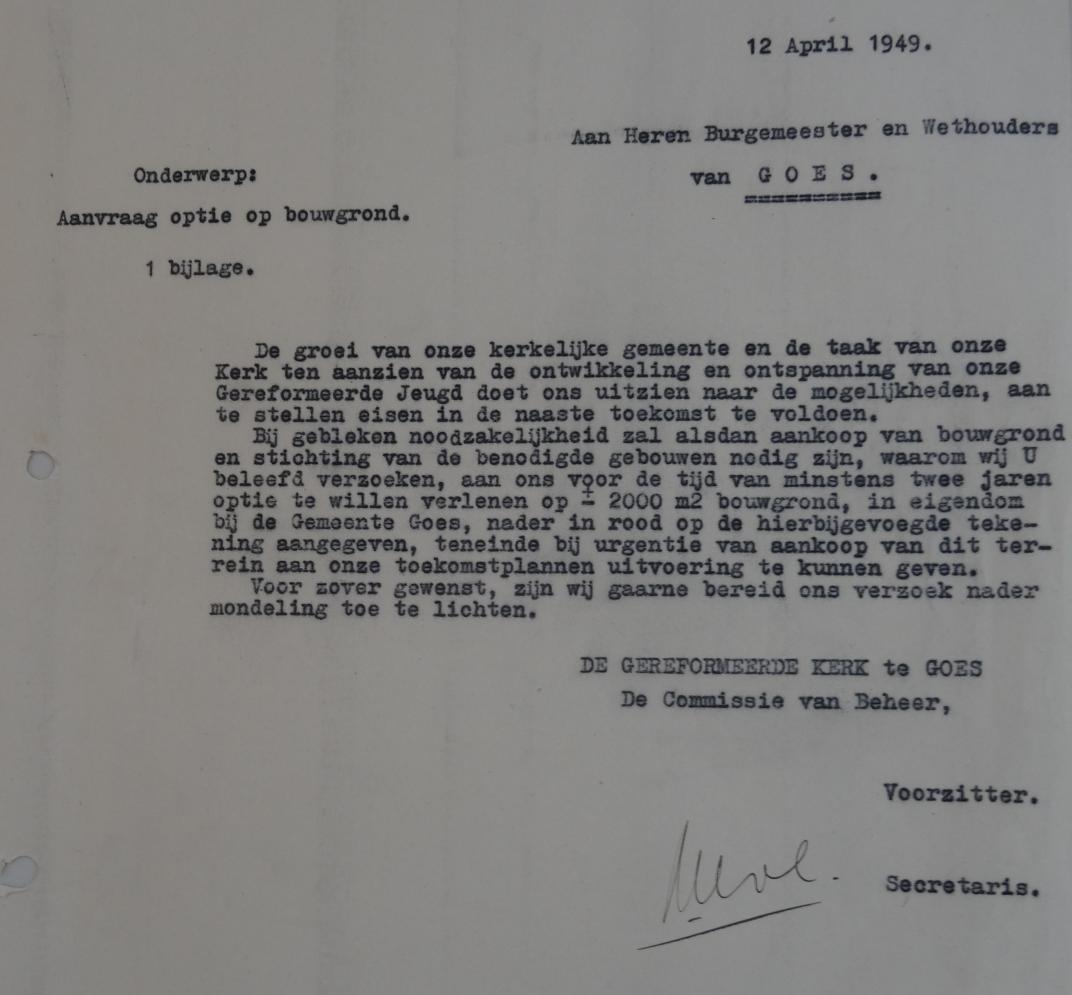 12 April 1949.
Aan Heren Burgemeester en Wethouders
van G O E S .
Onderwerp:
Aanvraag optie op bouwgrond.
1 bijlage.
De groei van onze kerkelijke gemeente en de taak van onze
Kerk ten aanzien van de ontwikkeling en ontspanning van onze
Gereformeerde Jeugd doet ons uitzien naar de mogelijkheden, aan
te stellen eisen in de naaste toekomst te voldoen.
Bij gebleken noodzakelijkheid zal alsdan aankoop van bouwgrond
en stichting van de benodigde gebouwen nodig zijn, waarom wij U
beleefd verzoeken, aan ons voor de tijd van minstens twee jaren
optie te willen verlenen op ± 2000 m2 bouwgrond, in eigendom
bij de Gemeente Goes, nader in rood op de hierbijgevoegde teke-
ning aangegeven, teneinde bij urgentie van aankoop van dit ter-
rein aan onze toekomstplannen uitvoering te kunnen geven.
Voor zover gewenst, zijn wij gaarne bereid ons verzoek nader
mondeling toe te lichten.
DE GEREFORMEERDE KERK te GOES
De Commissie van Beheer,
Voorzitter.
Secretaris.